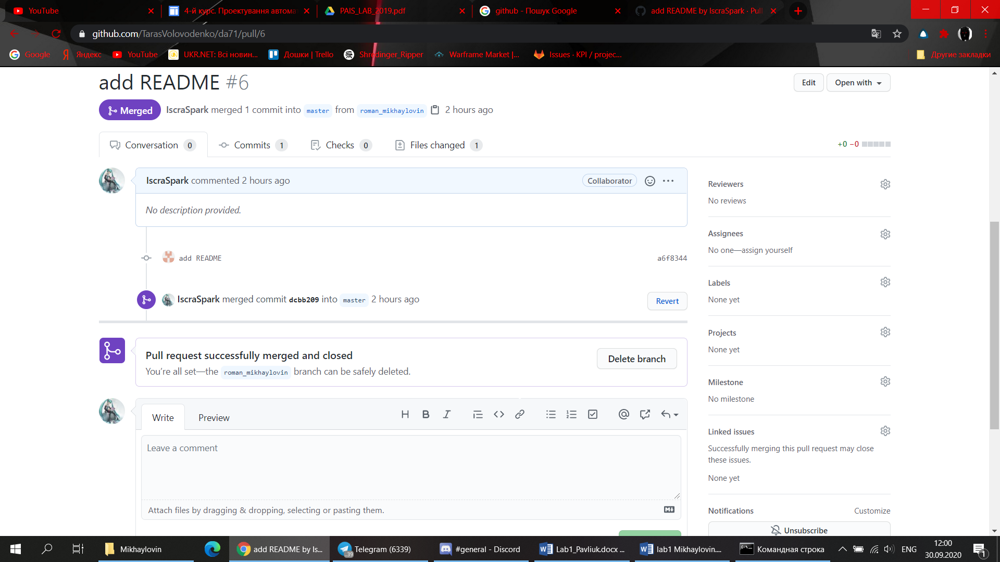 YouTube
4-й курс. Проектування автомат
PAIS_LAB_2019.pdf
github - Пошук Google
add README by IscraSpark · Pull
github.com/TarasVolovodenko/da71/pull/6
Google
Яндекс
YouTube
UKR.NET: Всі новин...
Дошки | Trello
Shredinger_Ripper
Warframe Market |...
Issues · KPI / projec...
Другие закладки
add README #6
Edit
Open with
Merged
IscraSpark merged 1 commit into master from roman_mikhaylovin 2 hours ago
Conversation 0
Commits 1
Checks 0
Files changed 1
+0 −0
IscraSpark commented 2 hours ago
Collaborator
No description provided.
add README
a6f8344
IscraSpark merged commit dcbb209 into master 2 hours ago
Revert
Pull request successfully merged and closed
You’re all set—the roman_mikhaylovin branch can be safely deleted.
Delete branch
Write
Preview
H B I
Leave a comment
Attach files by dragging & dropping, selecting or pasting them.
Reviewers
No reviews
Assignees
No one—assign yourself
Labels
None yet
Projects
None yet
Milestone
No milestone
Linked issues
Successfully merging this pull request may close
these issues.
None yet
Notifications
Customize
Unsubscribe
Mikhaylovin
add README by Is...
39
Telegram (6339)
#general - Discord
Lab1_Pavliuk.docx ...
lab1 Mikhaylovin....
Командная строка
ENG
12:00
30.09.2020
1